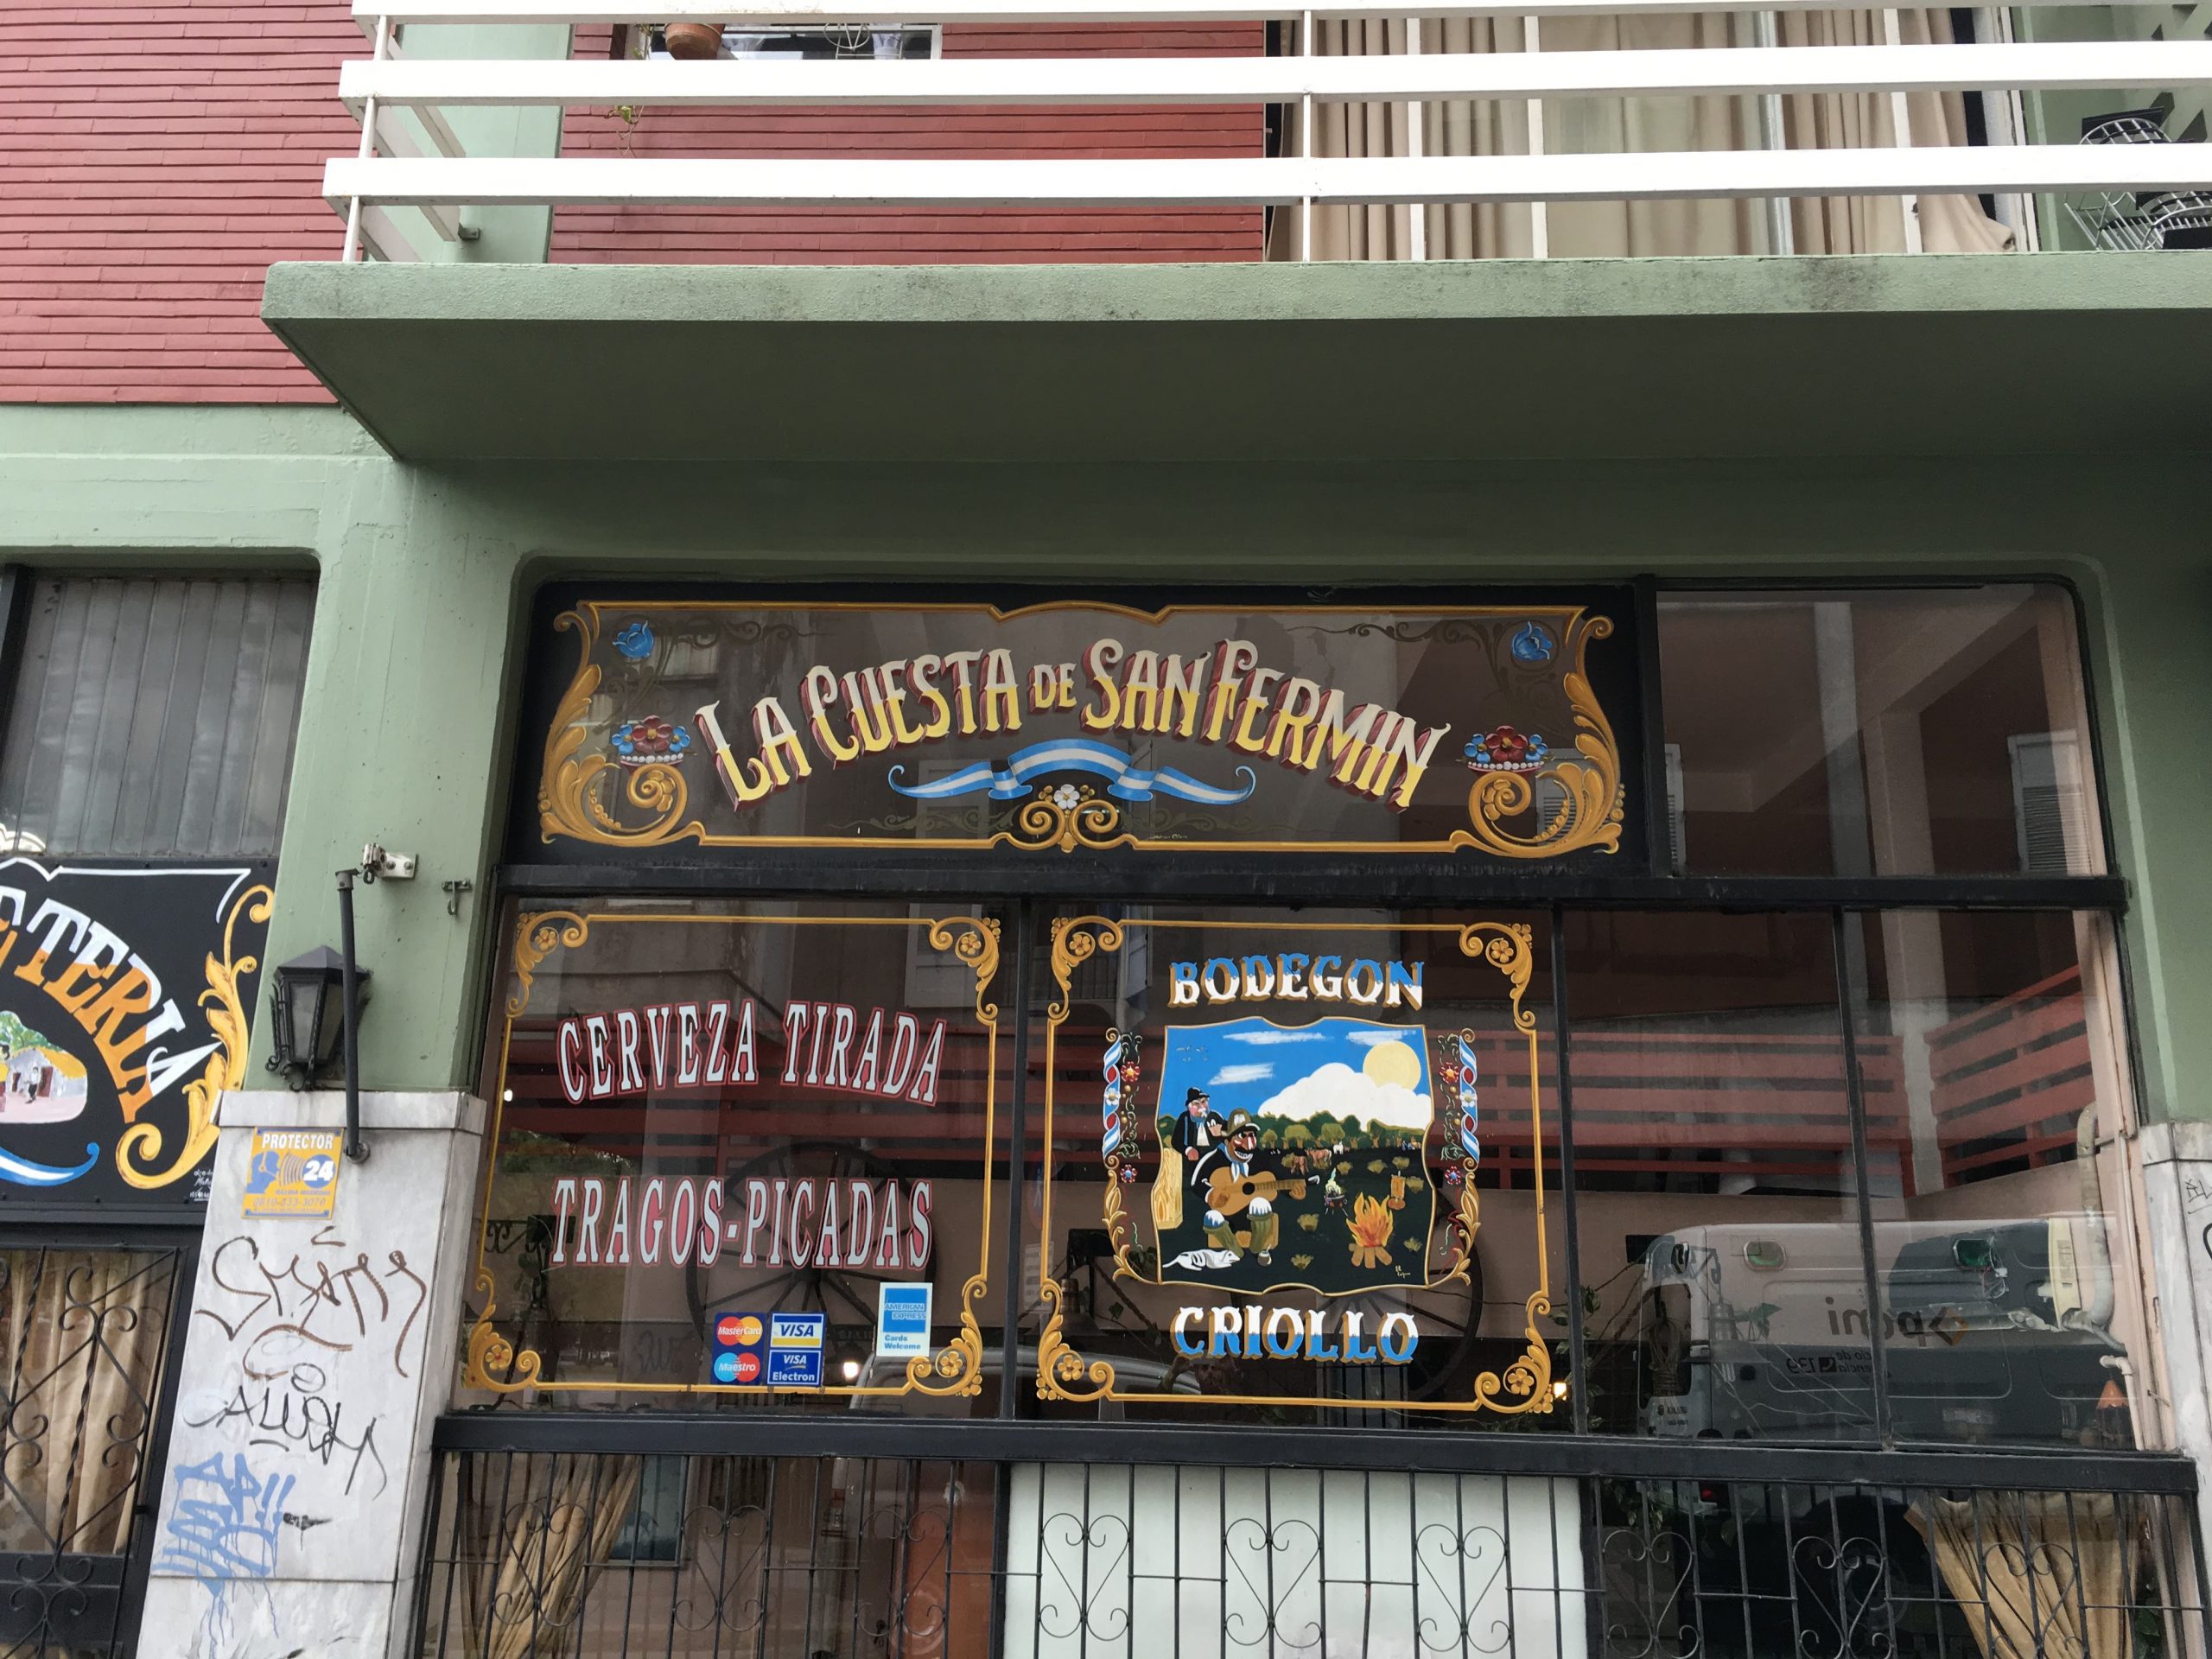 LA CUESTA DE SAN FERMIN
CERVEZA TIRADA
TRAGOS-PICADAS
MasterCard
VISA
Maestro
VISA
Electron
AMERICAN
EXPRESS
Cards
Welcome
BODEGON
CRIOLLO
ETERIA
PROTECTOR
24